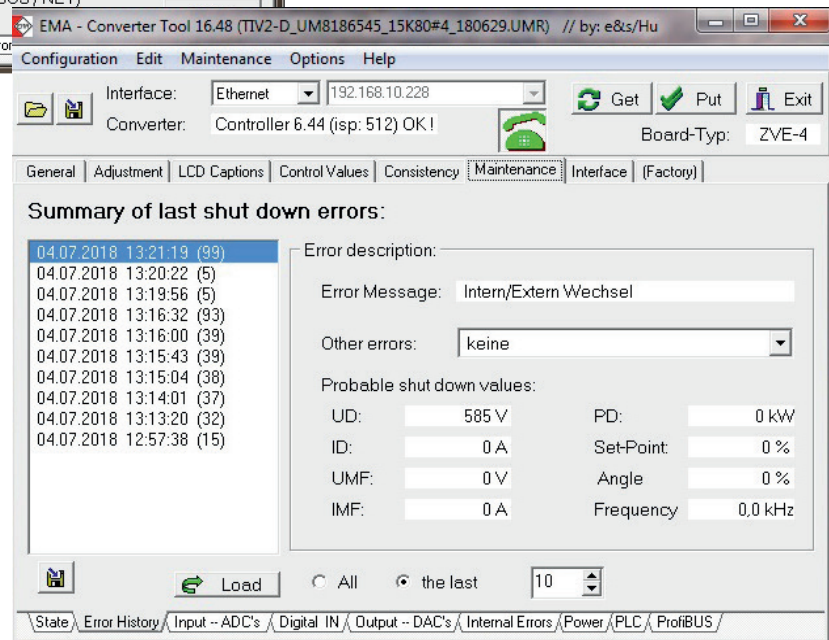 EMA - Converter Tool 16.48 (TIV2-D_UM8186545_15K80#4_180629.UMR) // by: e&s/Hu
Configuration Edit Maintenance Options Help
Interface: Ethernet 192.168.10.228 Get Put Exit
Converter: Controller 6.44 (isp: 512) OK ! Board-Typ: ZVE-4
General Adjustment LCD Captions Control Values Consistency Maintenance Interface (Factory)
Summary of last shut down errors:
04.07.2018 13:21:19 (99)
04.07.2018 13:20:22 (5)
04.07.2018 13:19:56 (5)
04.07.2018 13:16:32 (93)
04.07.2018 13:16:00 (39)
04.07.2018 13:15:43 (39)
04.07.2018 13:15:04 (38)
04.07.2018 13:14:01 (37)
04.07.2018 13:13:20 (32)
04.07.2018 12:57:38 (15)
Error description:
Error Message: Intern/Extern Wechsel
Other errors: keine
Probable shut down values:
UD: 585 V PD: 0 kW
ID: 0 A Set-Point: 0 %
UMF: 0 V Angle 0 %
IMF: 0 A Frequency 0,0 kHz
Load All the last 10
State Error History Input -- ADC's Digital IN Output -- DAC's Internal Errors Power PLC ProfiBUS